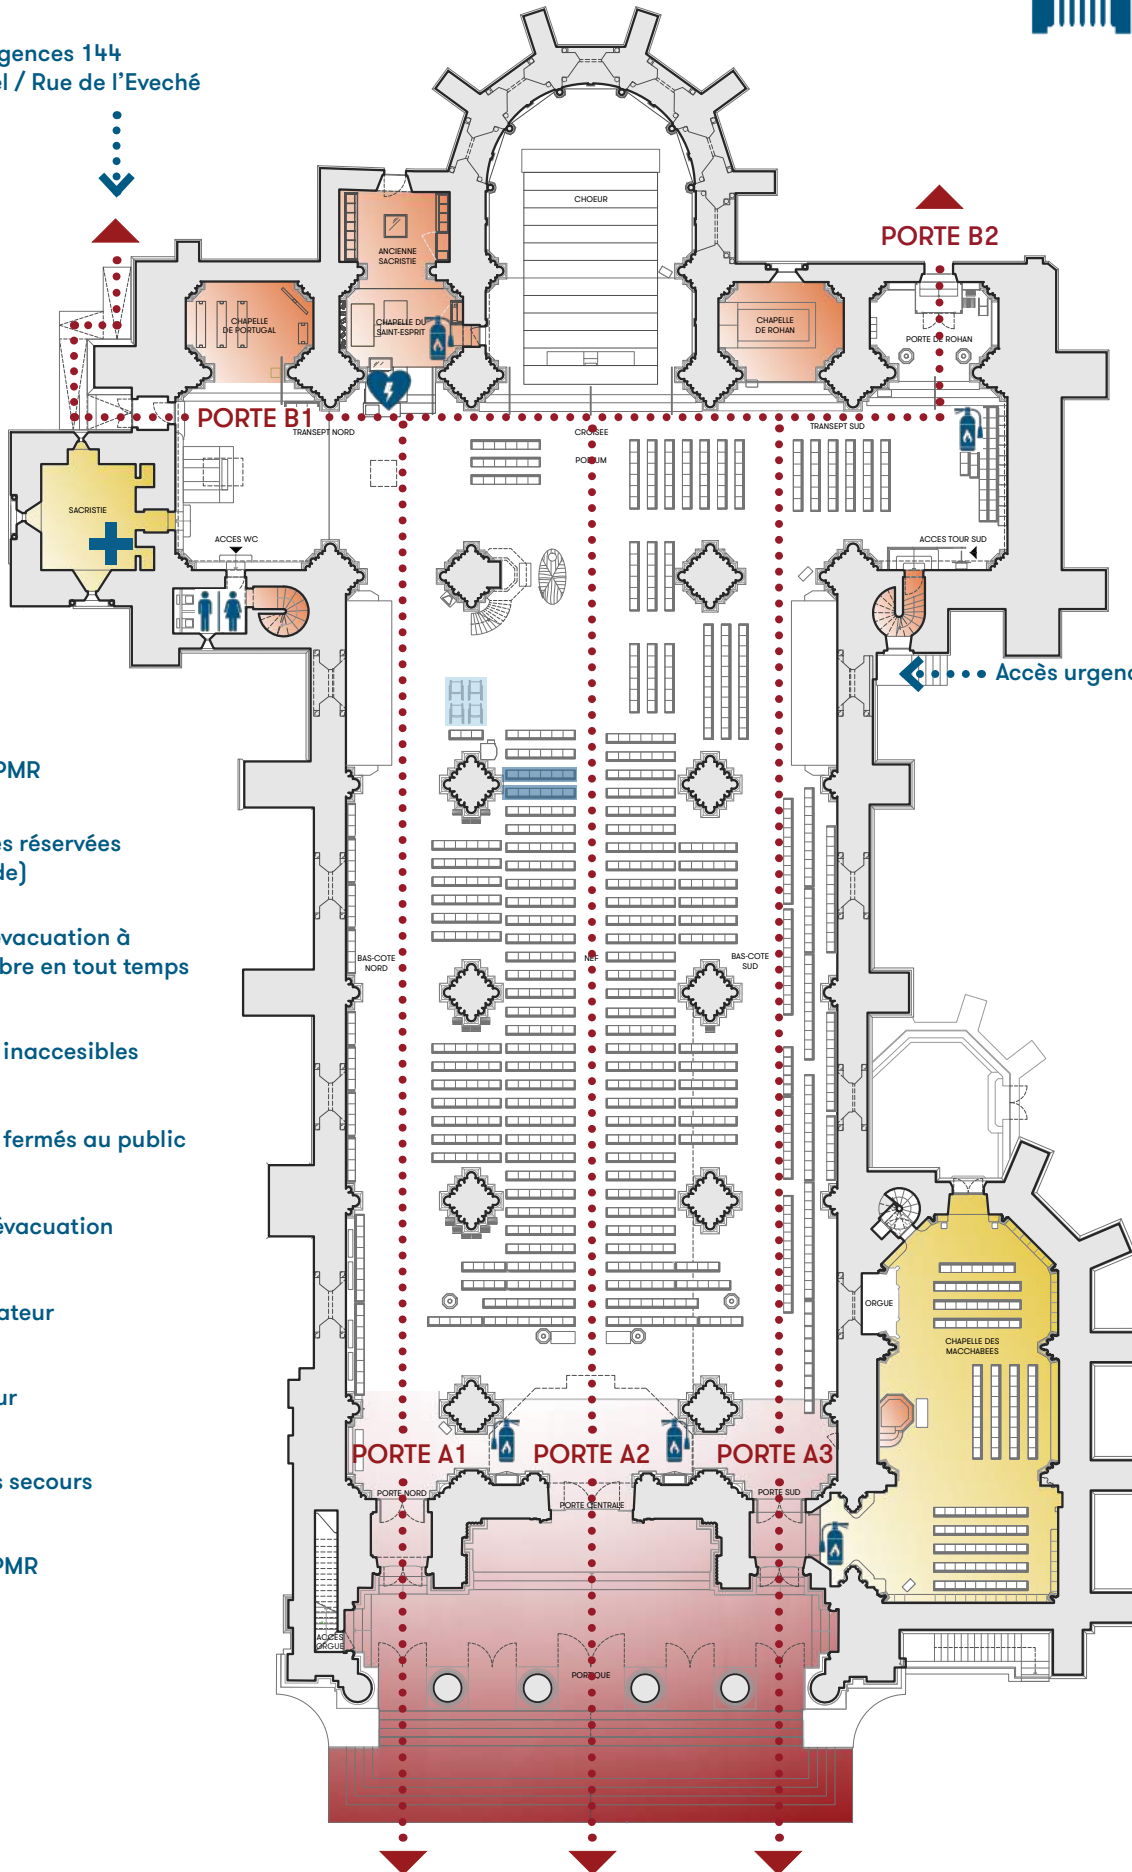 gences 144
el / Rue de l'Eveché
CHOEUR
PORTE B2
ANCIENNE
SACRISTIE
CHAPELLE
DE PORTUGAL
CHAPELLE DU
SAINT-ESPRIT
CHAPELLE
DE ROHAN
PORTE DE ROHAN
PORTE B1
TRANSEPT NORD
CROISEE
TRANSEPT SUD
PODIUM
SACRISTIE
ACCES WC
ACCES TOUR SUD
Accès urgenc
PMR
es réservées
de)
évacuation à
bre en tout temps
BAS-COTE
NORD
NEF
BAS-COTE
SUD
inaccesibles
fermés au public
évacuation
ateur
ORGUE
CHAPELLE DES
MACCHABEES
ur
PORTE A1
PORTE A2
PORTE A3
s secours
PORTE NORD
PORTE CENTRALE
PORTE SUD
PMR
ACCES
ORGUE
PORTIQUE